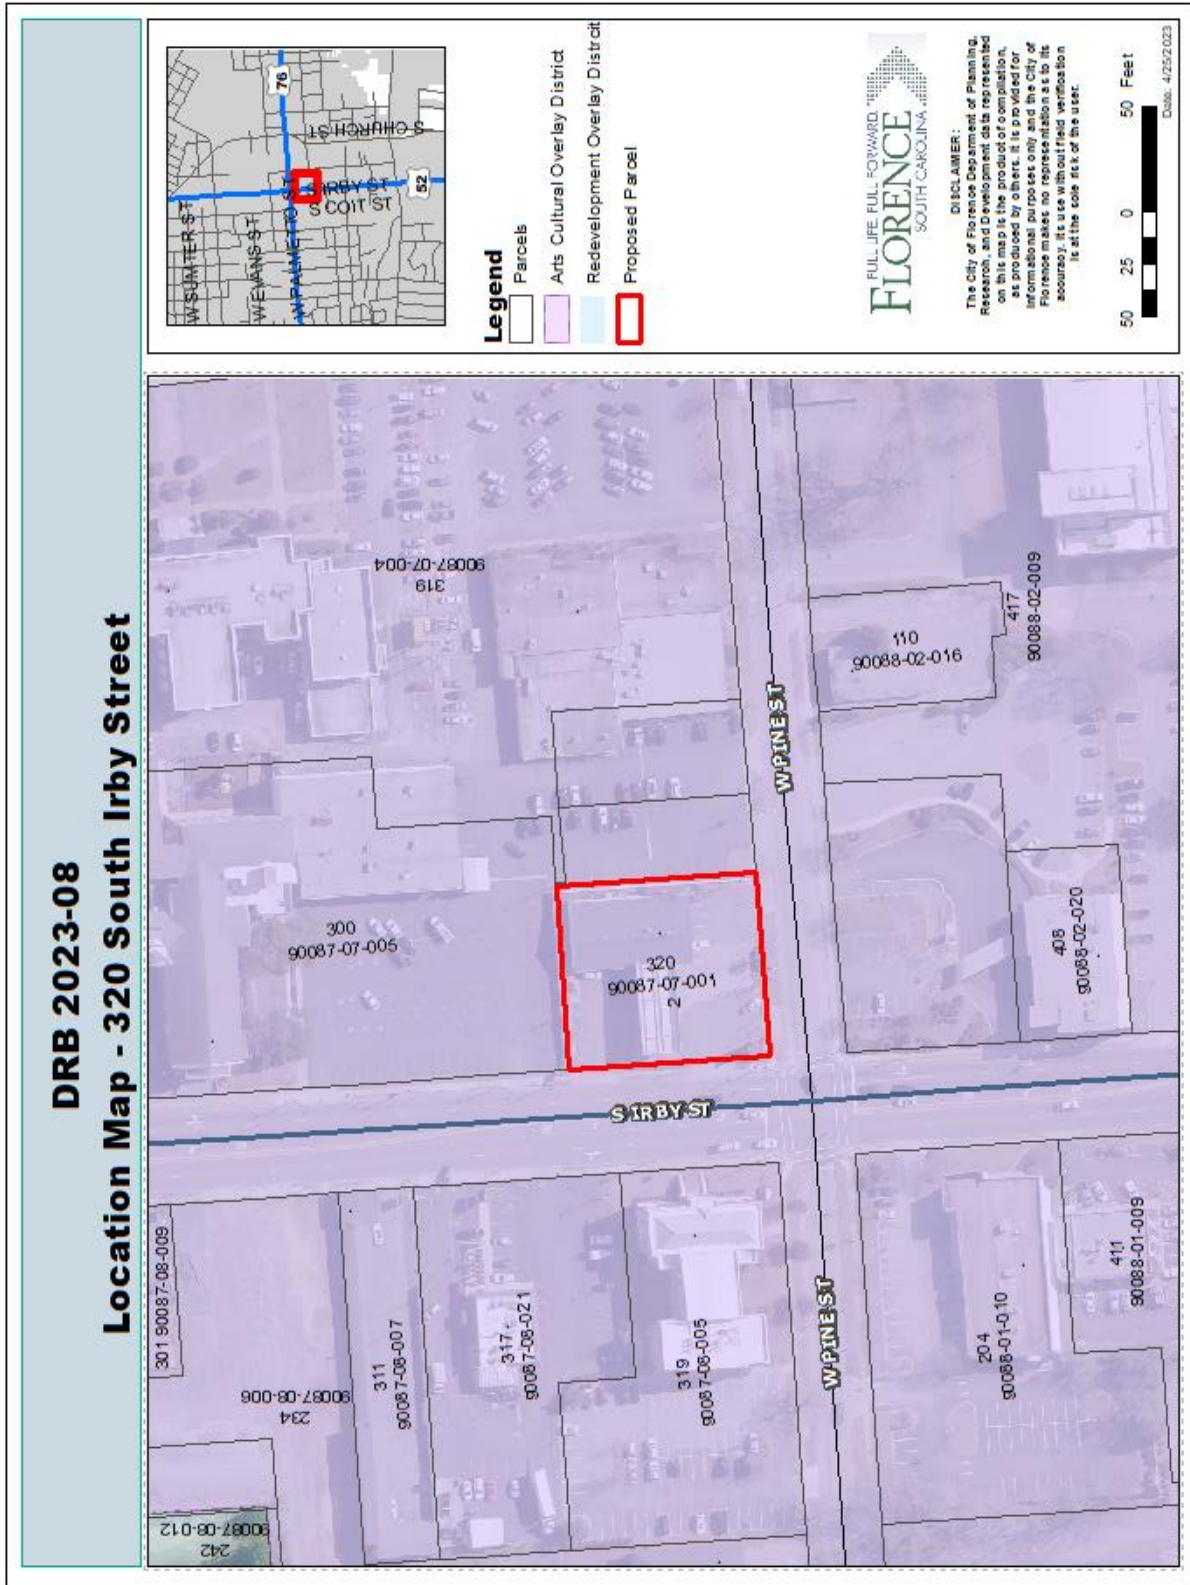 DRB 2023-08
Location Map - 320 South Irby Street
301 90087-08-009
242
90087-08-012
234
90087-08-006
311
90087-08-007
317
90087-08-021
319
90087-08-005
204
90088-01-010
411
90088-01-009
W PINE ST
S IRBY ST
300
90087-07-005
320
90087-07-001
2
319
90087-07-004
W PINE ST
110
90088-02-016
417
90088-02-009
408
90088-02-020
W SUMTER ST
W EVANS ST
W PALMETTO ST
S IRBY ST
S COIT ST
S CHURCH ST
76
52
Legend
Parcels
Arts Cultural Overlay District
Redevelopment Overlay Distrcit
Proposed Parcel
FULL LIFE. FULL FORWARD.
FLORENCE
SOUTH CAROLINA
DISCLAIMER:
The City of Florence Deparment of Planning,
Research, and Development data represented
on this map is the product of compilation,
as produced by others. It is provided for
informational purposes only and the City of
Florence makes no representation as to its
accuracy. Its use without field verification
is at the sole risk of the user.
50 25 0 50 Feet
Date: 4/25/2023